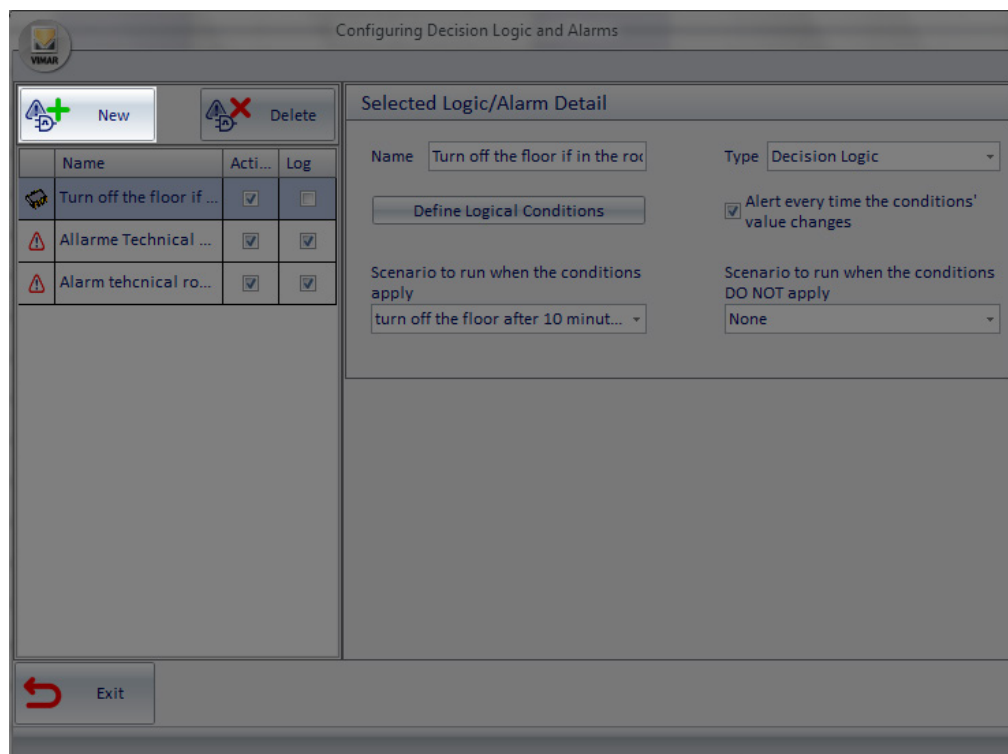 Configuring Decision Logic and Alarms
VIMAR
New
Delete
Name
Acti...
Log
Turn off the floor if ...
Allarme Technical ...
Alarm tehcnical ro...
Selected Logic/Alarm Detail
Name
Turn off the floor if in the roo
Type
Decision Logic
Define Logical Conditions
Alert every time the conditions'
value changes
Scenario to run when the conditions
apply
turn off the floor after 10 minut...
Scenario to run when the conditions
DO NOT apply
None
Exit